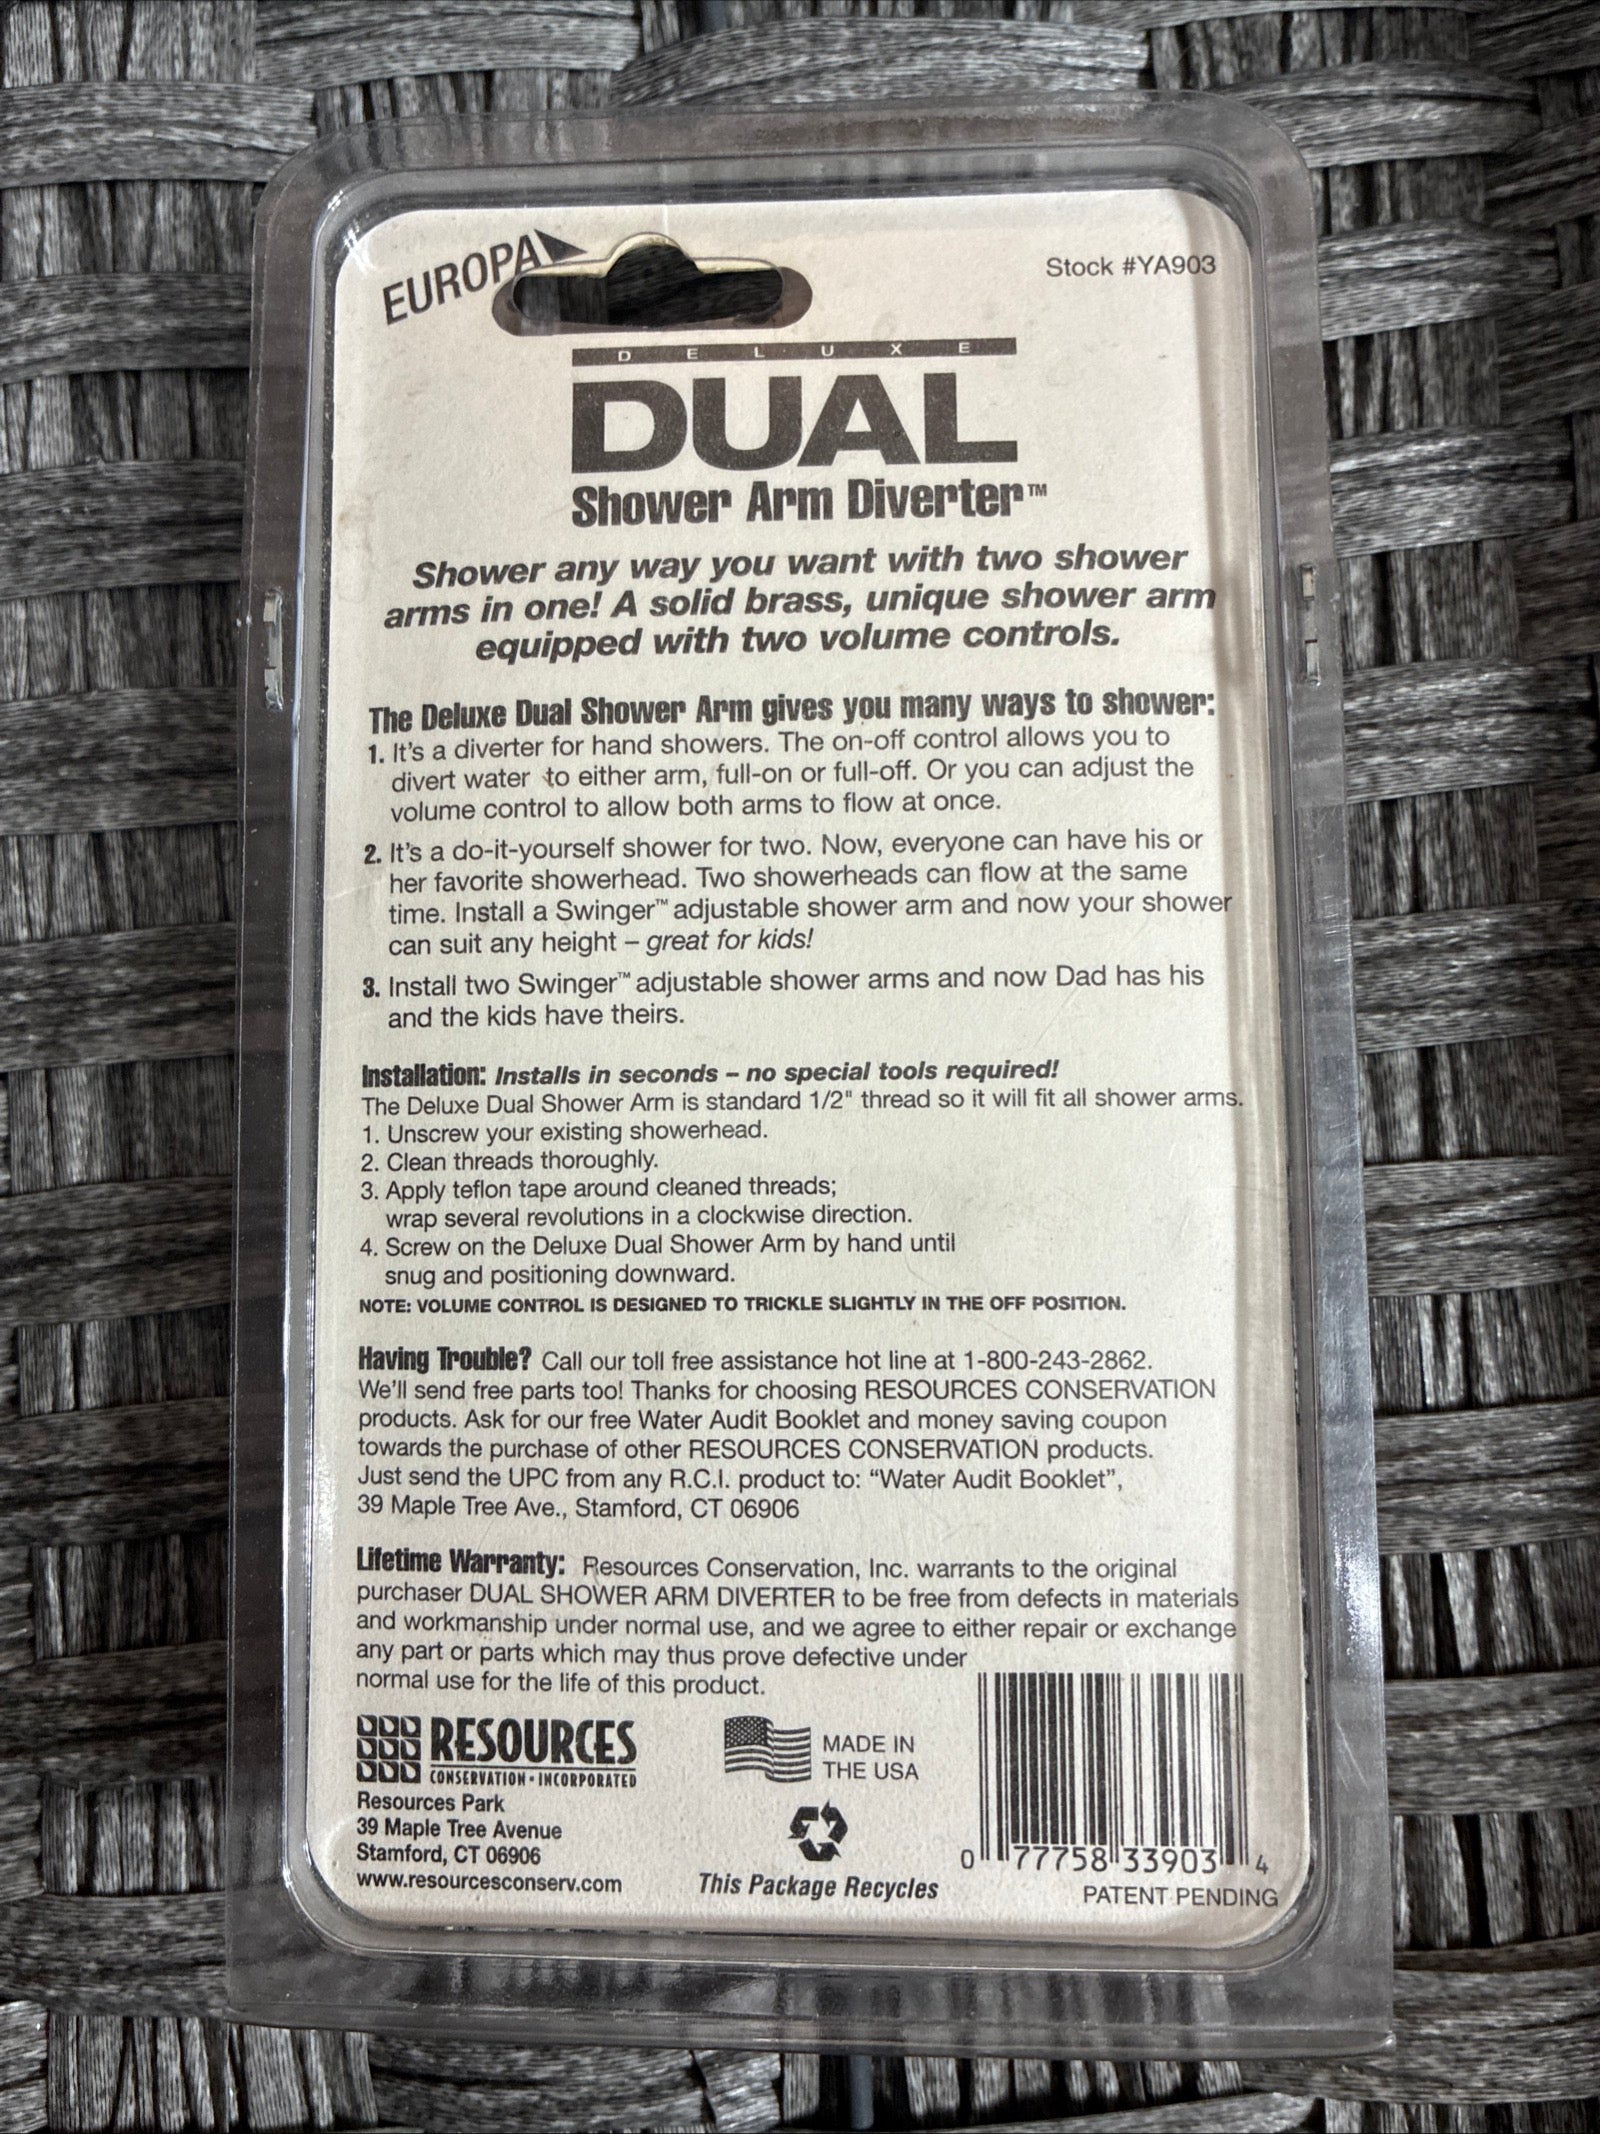 EUROPA
Stock #YA903
DELUXE
DUAL
Shower Arm Diverter™
Shower any way you want with two shower
arms in one! A solid brass, unique shower arm
equipped with two volume controls.
The Deluxe Dual Shower Arm gives you many ways to shower:
1. It's a diverter for hand showers. The on-off control allows you to
divert water to either arm, full-on or full-off. Or you can adjust the
volume control to allow both arms to flow at once.
2. It's a do-it-yourself shower for two. Now, everyone can have his or
her favorite showerhead. Two showerheads can flow at the same
time. Install a Swinger™ adjustable shower arm and now your shower
can suit any height – great for kids!
3. Install two Swinger™ adjustable shower arms and now Dad has his
and the kids have theirs.
Installation: Installs in seconds – no special tools required!
The Deluxe Dual Shower Arm is standard 1/2" thread so it will fit all shower arms.
1. Unscrew your existing showerhead.
2. Clean threads thoroughly.
3. Apply teflon tape around cleaned threads;
wrap several revolutions in a clockwise direction.
4. Screw on the Deluxe Dual Shower Arm by hand until
snug and positioning downward.
NOTE: VOLUME CONTROL IS DESIGNED TO TRICKLE SLIGHTLY IN THE OFF POSITION.
Having Trouble? Call our toll free assistance hot line at 1-800-243-2862.
We'll send free parts too! Thanks for choosing RESOURCES CONSERVATION
products. Ask for our free Water Audit Booklet and money saving coupon
towards the purchase of other RESOURCES CONSERVATION products.
Just send the UPC from any R.C.I. product to: “Water Audit Booklet”,
39 Maple Tree Ave., Stamford, CT 06906
Lifetime Warranty: Resources Conservation, Inc. warrants to the original
purchaser DUAL SHOWER ARM DIVERTER to be free from defects in materials
and workmanship under normal use, and we agree to either repair or exchange
any part or parts which may thus prove defective under
normal use for the life of this product.
RESOURCES
CONSERVATION • INCORPORATED
Resources Park
39 Maple Tree Avenue
Stamford, CT 06906
www.resourcesconserv.com
MADE IN
THE USA
This Package Recycles
0 77758 33903 4
PATENT PENDING